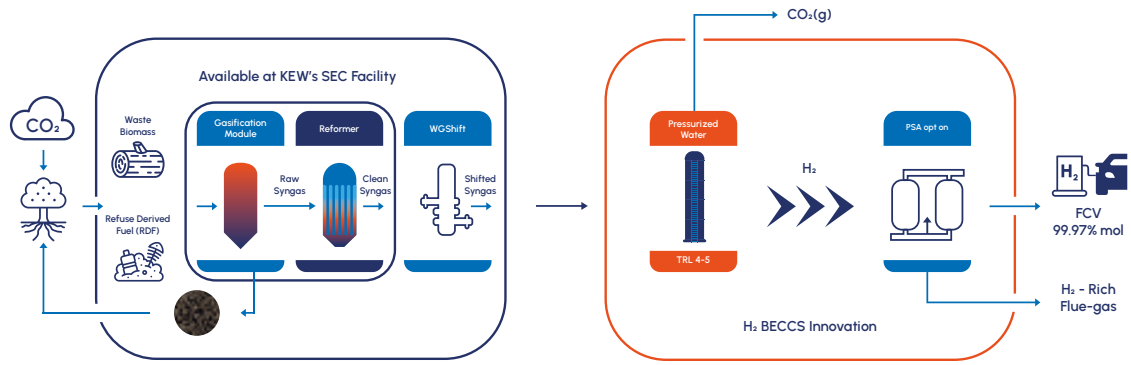 CO₂(g)
Available at KEW's SEC Facility
CO₂
Waste
Biomass
Gasification
Module
Reformer
WGShift
Pressurized
Water
PSA opt on
Raw
Syngas
Clean
Syngas
Shifted
Syngas
H₂
H₂
Refuse Derived
Fuel (RDF)
FCV
99.97% mol
TRL 4-5
H₂ - Rich
Flue-gas
H₂ BECCS Innovation